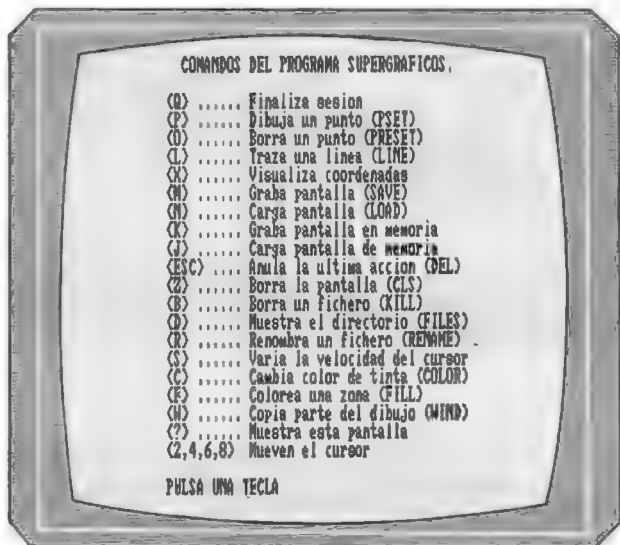 COMANDOS DEL PROGRAMA SUPERGRAFICOS.
<Q> ...... Finaliza sesion
<P> ...... Dibuja un punto (PSET)
<O> ...... Borra un punto (PRESET)
<L> ...... Traza una linea (LINE)
<X> ...... Visualiza coordenadas
<M> ...... Graba pantalla (SAVE)
<N> ...... Carga pantalla (LOAD)
<K> ...... Graba pantalla en memoria
<J> ...... Carga pantalla de memoria
<ESC> .... Anula la ultima accion (DEL)
<Z> ...... Borra la pantalla (CLS)
<B> ...... Borra un fichero (KILL)
<D> ...... Muestra el directorio (FILES)
<R> ...... Renombra un fichero (RENAME)
<S> ...... Varia la velocidad del cursor
<C> ...... Cambia color de tinta (COLOR)
<F> ...... Colorea una zona (FILL)
<W> ...... Copia parte del dibujo (WIND)
<?> ...... Muestra esta pantalla
<2,4,6,8> Mueven el cursor
PULSA UNA TECLA